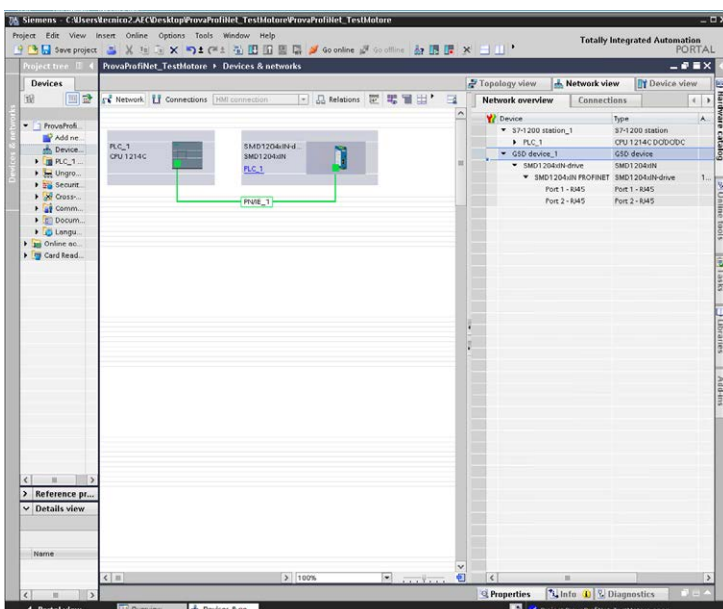 Siemens - C:\Users\tecnico2.AEC\Desktop\ProvaProfiNet_TestMotore\ProvaProfiNet_TestMotore
Project Edit View Insert Online Options Tools Window Help
Totally Integrated Automation
PORTAL
Save project
Go online
Go offline
Project tree
ProvaProfiNet_TestMotore Devices & networks
Devices
Topology view
Network view
Device view
Network
Connections
HMI connection
Relations
Network overview
Connections
Device
Type
A...
ProvaProfi...
Add ne...
Device...
PLC_1...
Ungro...
Securit...
Cross-...
Comm...
Docum...
Langu...
Online ac...
Card Read...
PLC_1
CPU 1214C
SMD1204xIN-d...
SMD1204xIN
PLC_1
PN/IE_1
S7-1200 station_1
S7-1200 station
PLC_1
CPU 1214C DC/DC/DC
GSD device_1
GSD device
SMD1204xIN-drive
SMD1204xIN
SMD1204xIN PROFINET
SMD1204xIN-drive
1...
Port 1 - RJ45
Port 1 - RJ45
Port 2 - RJ45
Port 2 - RJ45
Devices & networks
Hardware catalog
Online tools
Tasks
Libraries
Add-ins
Reference pr...
Details view
Name
100%
Properties
Info
Diagnostics
Portal view
Overview